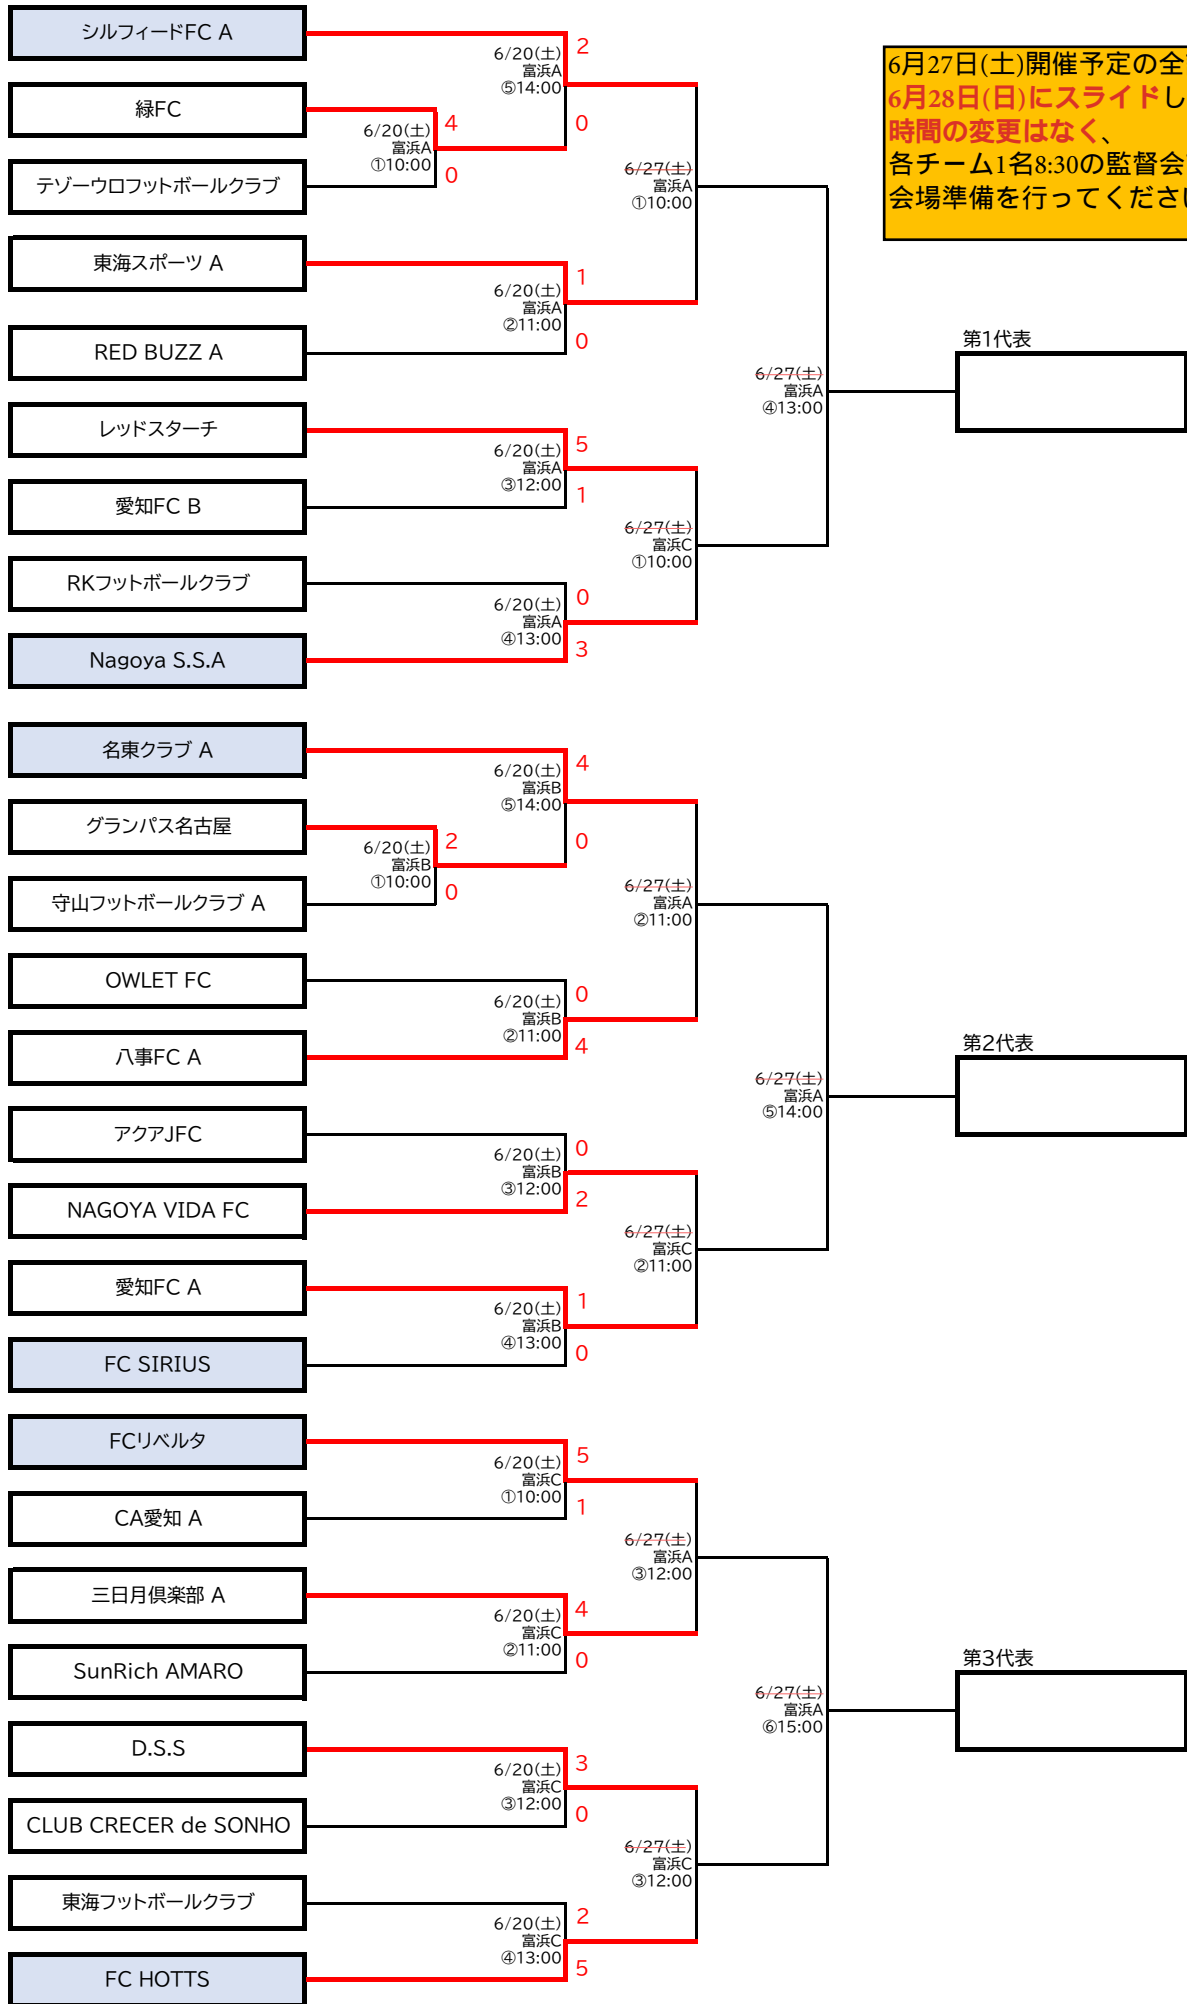 シルフィードFC A
2
6/20(土)
富浜A
⑤14:00
6月27日(土)開催予定の全
6月28日(日)にスライドし
時間の変更はなく、
各チーム1名8:30の監督会
会場準備を行ってくださ
緑FC
4
0
6/20(土)
富浜A
①10:00
テゾーウロフットボールクラブ
0
6/27(土)
富浜A
①10:00
東海スポーツ A
1
6/20(土)
富浜A
②11:00
RED BUZZ A
0
第1代表
6/27(土)
富浜A
④13:00
レッドスターチ
5
6/20(土)
富浜A
③12:00
愛知FC B
1
6/27(土)
富浜C
①10:00
RKフットボールクラブ
0
6/20(土)
富浜A
④13:00
Nagoya S.S.A
3
名東クラブ A
4
6/20(土)
富浜B
⑤14:00
グランパス名古屋
2
0
6/20(土)
富浜B
①10:00
守山フットボールクラブ A
0
6/27(土)
富浜A
②11:00
OWLET FC
0
6/20(土)
富浜B
②11:00
八事FC A
4
第2代表
6/27(土)
富浜A
⑤14:00
アクアJFC
0
6/20(土)
富浜B
③12:00
NAGOYA VIDA FC
2
6/27(土)
富浜C
②11:00
愛知FC A
1
6/20(土)
富浜B
④13:00
FC SIRIUS
0
FCリベルタ
5
6/20(土)
富浜C
①10:00
CA愛知 A
1
6/27(土)
富浜A
③12:00
三日月倶楽部 A
4
6/20(土)
富浜C
②11:00
SunRich AMARO
0
第3代表
6/27(土)
富浜A
⑥15:00
D.S.S
3
6/20(土)
富浜C
③12:00
CLUB CRECER de SONHO
0
6/27(土)
富浜C
③12:00
東海フットボールクラブ
2
6/20(土)
富浜C
④13:00
FC HOTTS
5